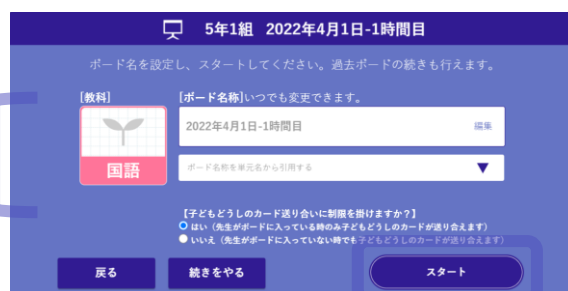 5年1組 2022年4月1日-1時間目
ボード名を設定し、スタートしてください。過去ボードの続きも行えます。
[教科]
[ボード名称]いつでも変更できます。
2022年4月1日-1時間目
編集
国語
ボード名称を単元名から引用する
【子どもどうしのカード送り合いに制限を掛けますか？】
はい（先生がボードに入っている時のみ子どもどうしのカードが送り合えます）
いいえ（先生がボードに入っていない時でも子どもどうしのカードが送り合えます）
戻る
続きをやる
スタート